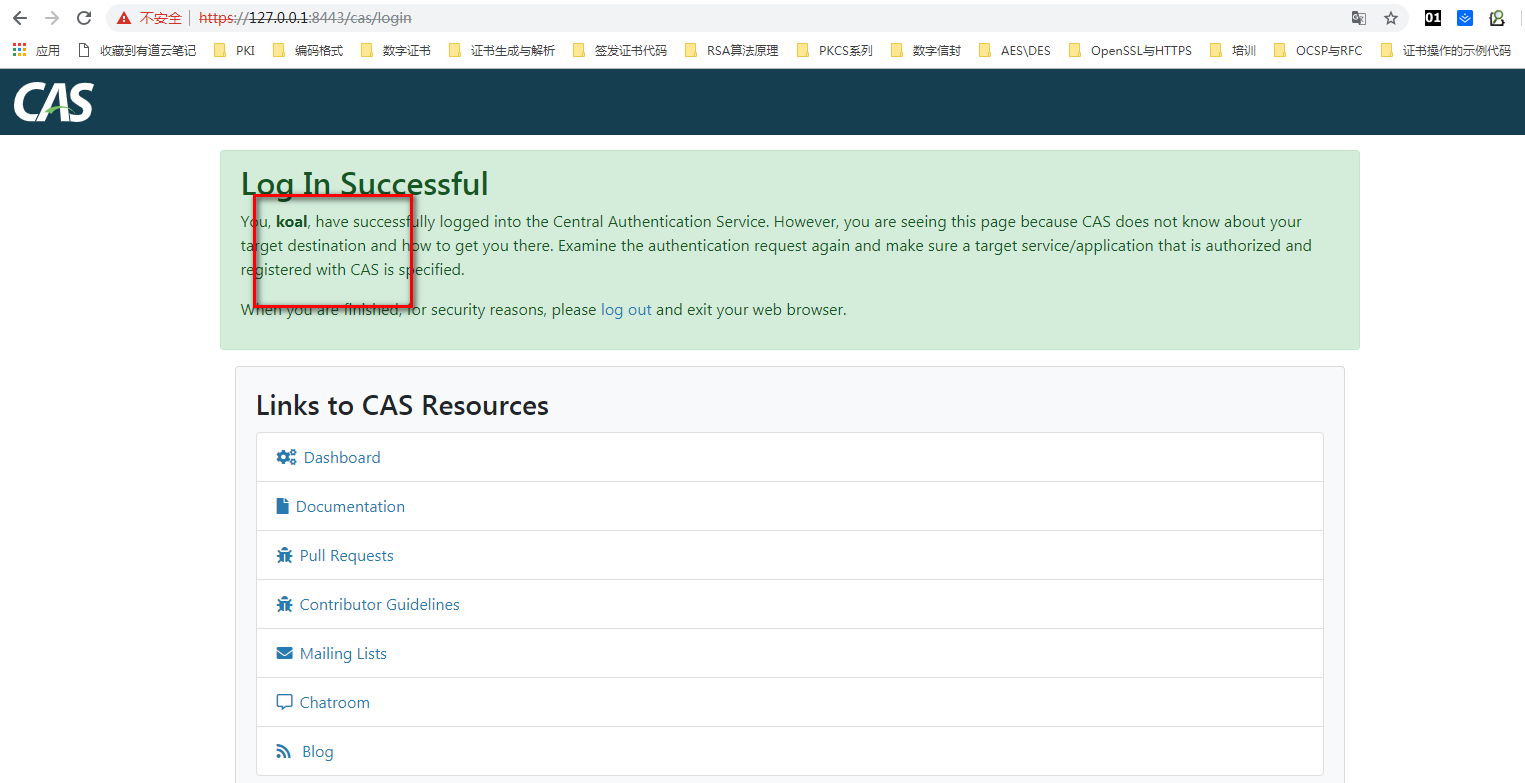 不安全 https://127.0.0.1:8443/cas/login 01
应用 收藏到有道云笔记 PKI 编码格式 数字证书 证书生成与解析 签发证书代码 RSA算法原理 PKCS系列 数字信封 AES\DES OpenSSL与HTTPS 培训 OCSP与RFC 证书操作的示例代码
CAS
Log In Successful
You, koal, have successfully logged into the Central Authentication Service. However, you are seeing this page because CAS does not know about your
target destination and how to get you there. Examine the authentication request again and make sure a target service/application that is authorized and
registered with CAS is specified.
When you are finished, for security reasons, please log out and exit your web browser.
Links to CAS Resources
Dashboard
Documentation
Pull Requests
Contributor Guidelines
Mailing Lists
Chatroom
Blog